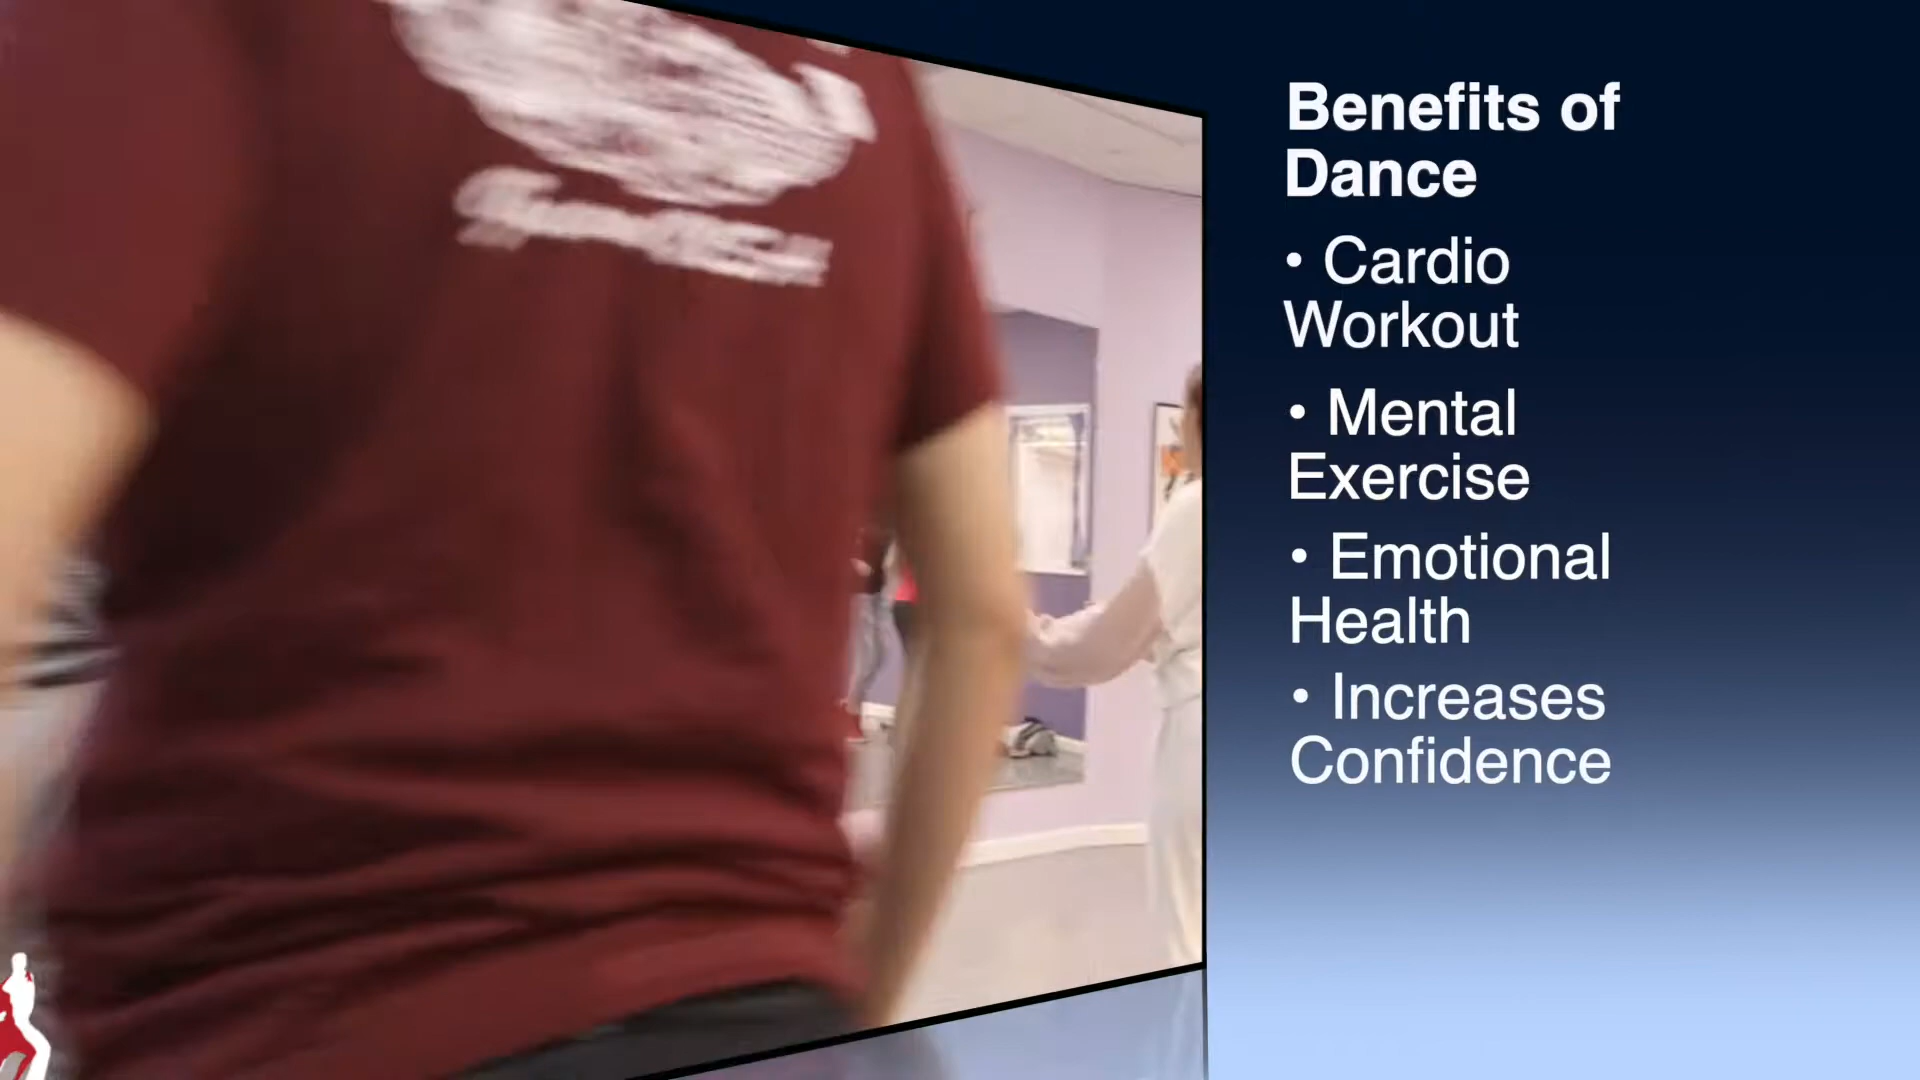 Benefits of
Dance
• Cardio
Workout
• Mental
Exercise
• Emotional
Health
• Increases
Confidence